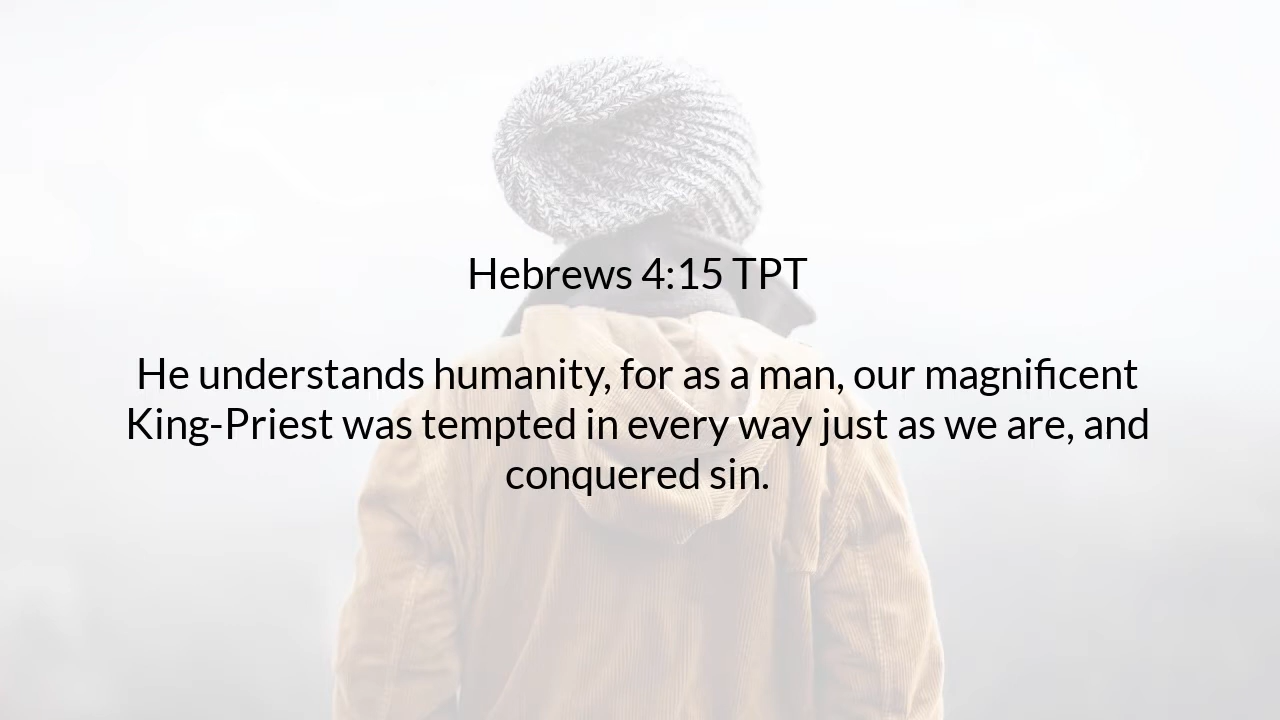 Hebrews 4:15 TPT
He understands humanity, for as a man, our magnificent
King-Priest was tempted in every way just as we are, and
conquered sin.